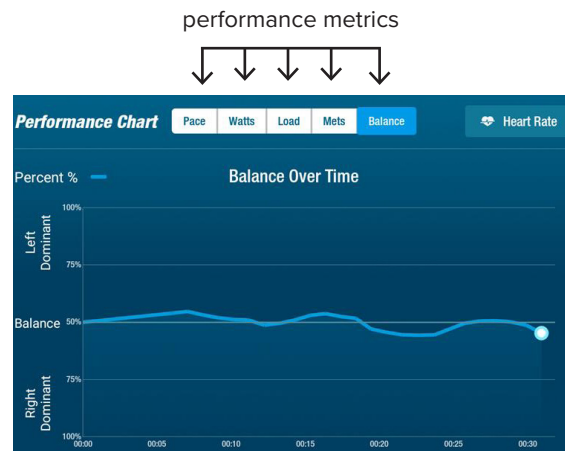 performance metrics
Performance Chart Pace Watts Load Mets Balance Heart Rate
Percent % Balance Over Time
100%
Left
Dominant
75%
Balance 50%
75%
Right
Dominant
100%
00:00 00:05 00:10 00:15 00:20 00:25 00:30